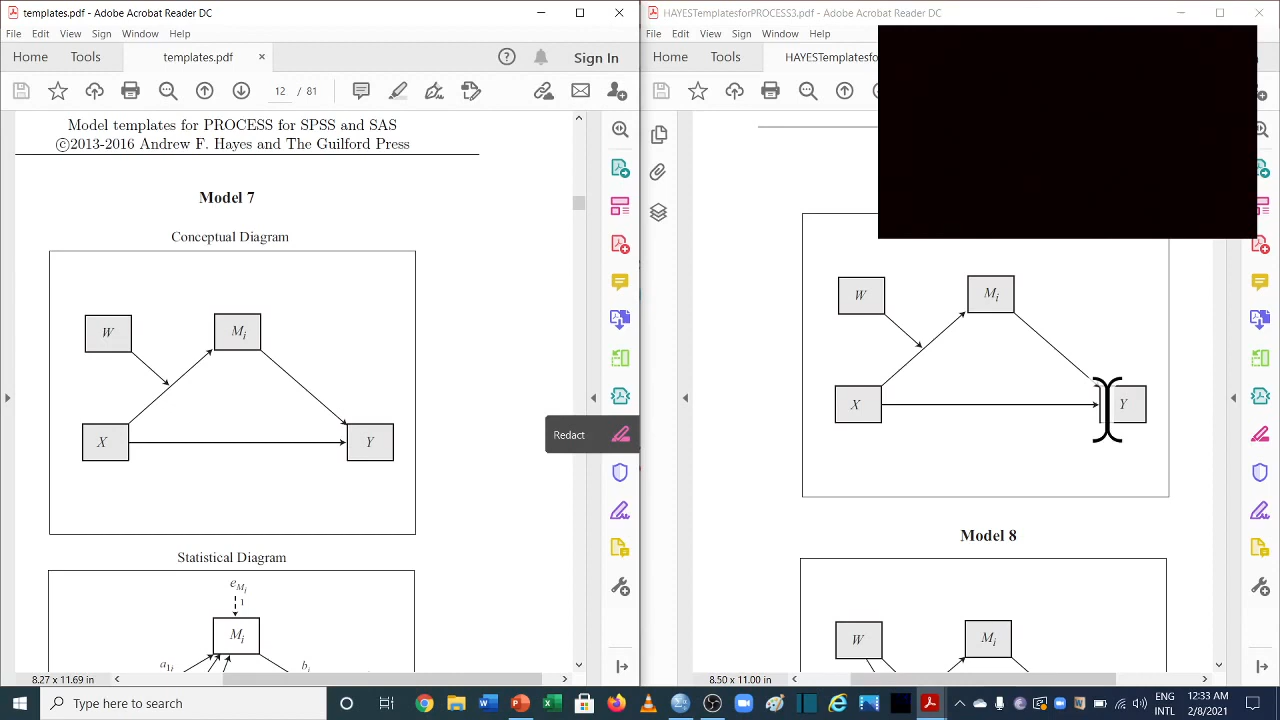 templates.pdf - Adobe Acrobat Reader DC
File Edit View Sign Window Help
Home Tools templates.pdf × Sign In
12 / 81
Model templates for PROCESS for SPSS and SAS
©2013-2016 Andrew F. Hayes and The Guilford Press
Model 7
Conceptual Diagram
W Mi
X Y
Statistical Diagram
eMi
1
Mi
a1i bi
Redact
8.27 x 11.69 in
HAYESTemplatesforPROCESS3.pdf - Adobe Acrobat Reader DC
File Edit View Sign Window Help
Home Tools HAYESTemplatesfo
W Mi
X Y
Model 8
W Mi
8.50 x 11.00 in
Type here to search
ENG
INTL
12:33 AM
2/8/2021